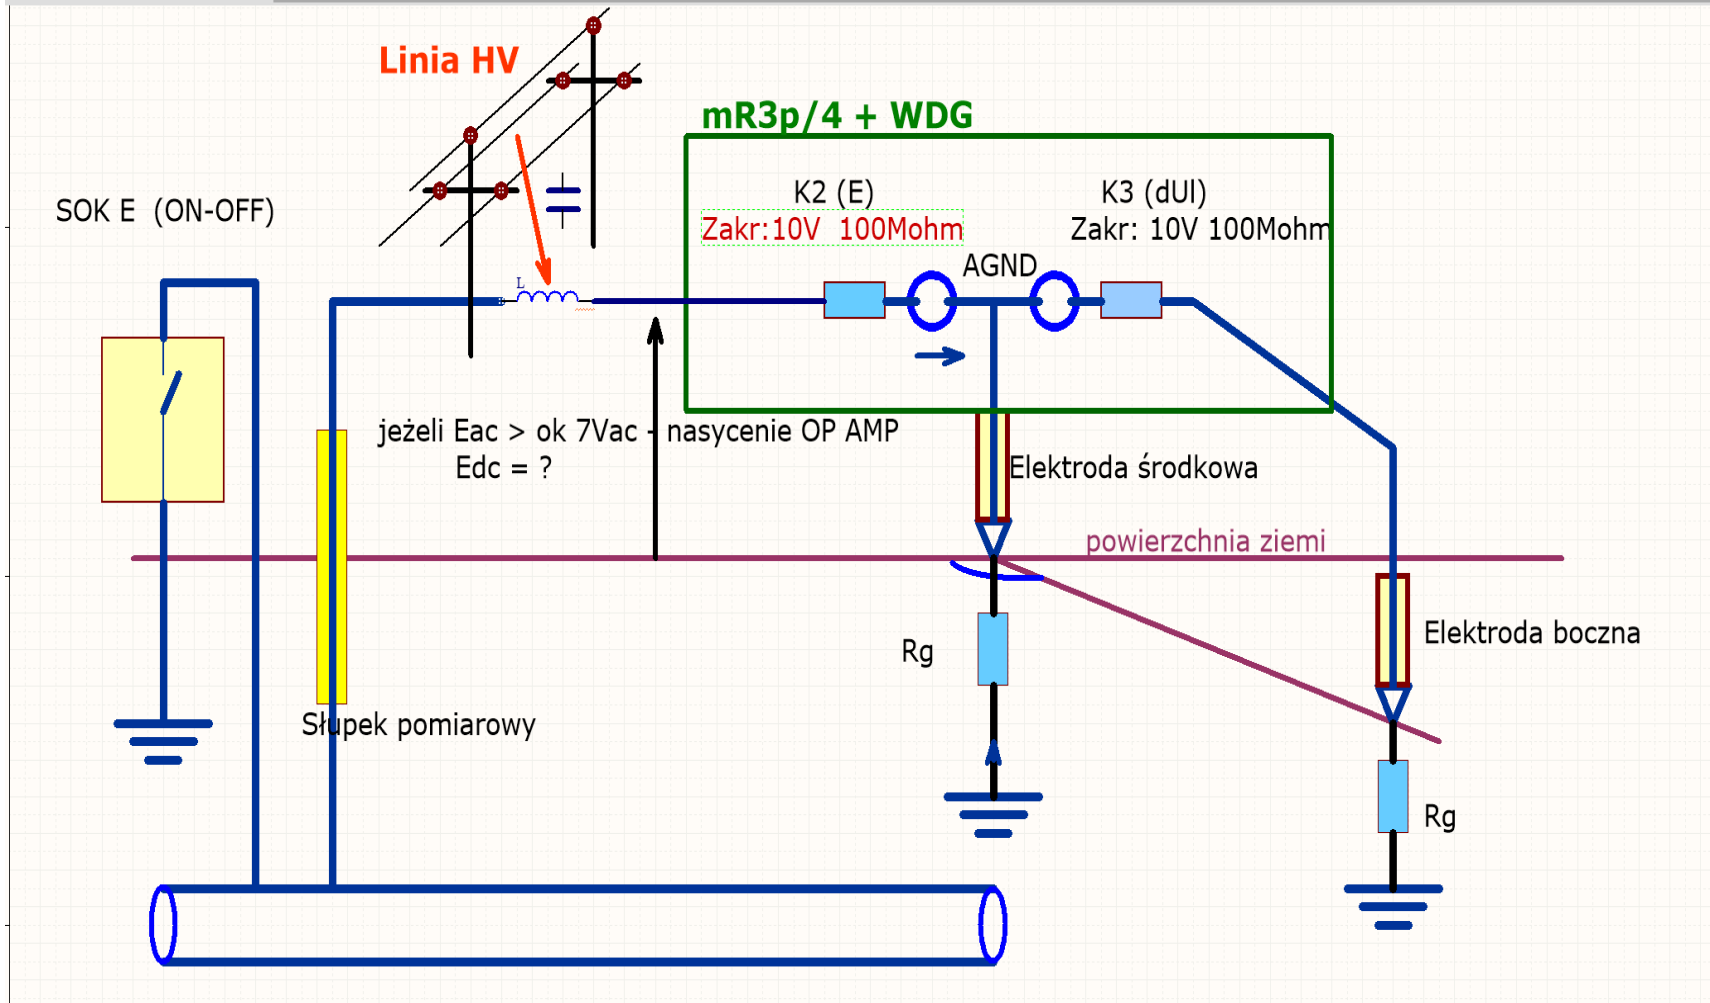 Linia HV
mR3p/4 + WDG
SOK E  (ON-OFF)
K2 (E)
K3 (dUl)
Zakr:10V  100Mohm
Zakr: 10V 100Mohm
AGND
L
jeżeli Eac > ok 7Vac - nasycenie OP AMP
Edc = ?
Elektroda środkowa
powierzchnia ziemi
Elektroda boczna
Rg
Słupek pomiarowy
Rg